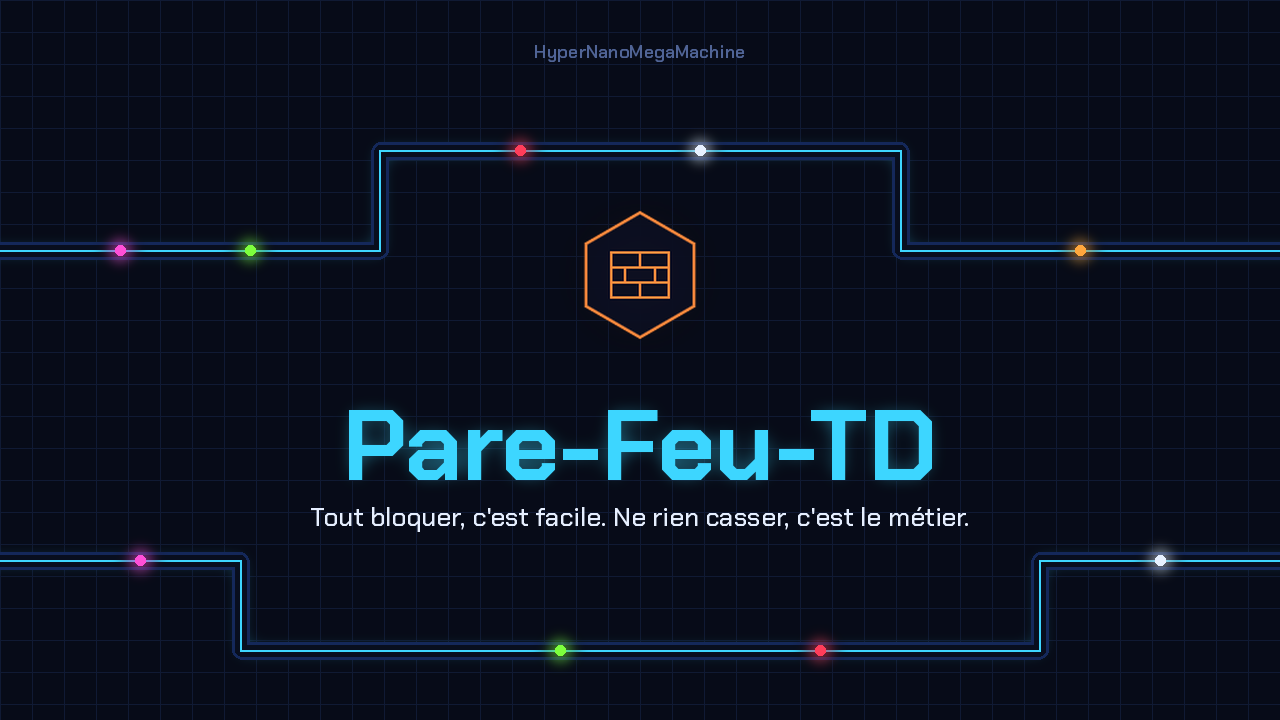 HyperNanoMegaMachine
Pare-Feu-TD
Tout bloquer, c'est facile. Ne rien casser, c'est le métier.